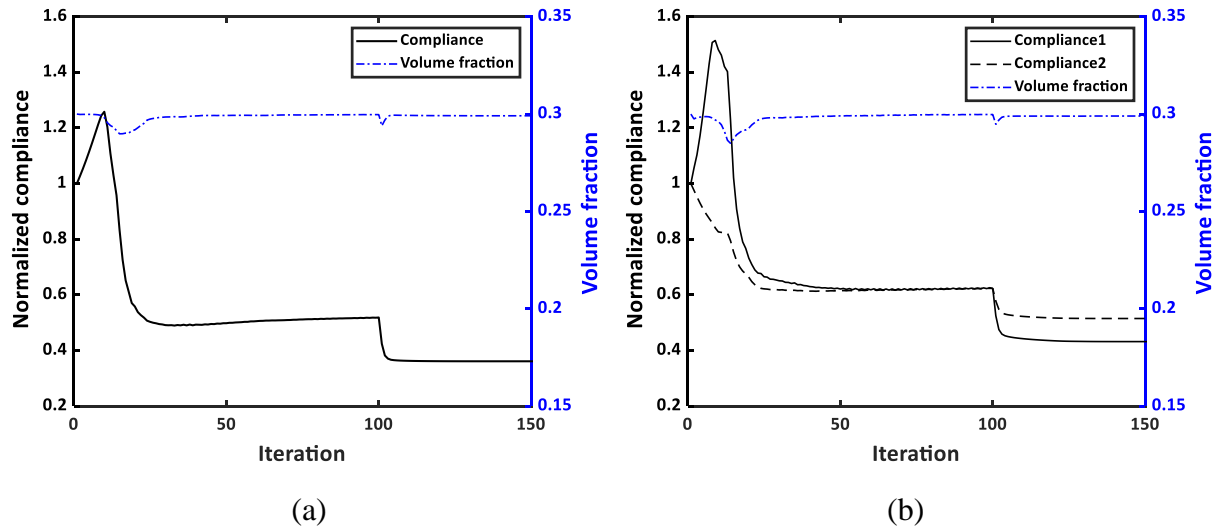 1.6
1.4
1.2
1
0.8
0.6
0.4
0.2
Normalized compliance
0
50
100
150
Iteration
0.35
0.3
0.25
0.2
0.15
Volume fraction
Compliance
Volume fraction
(a)
1.6
1.4
1.2
1
0.8
0.6
0.4
0.2
Normalized compliance
0
50
100
150
Iteration
0.35
0.3
0.25
0.2
0.15
Volume fraction
Compliance1
Compliance2
Volume fraction
(b)